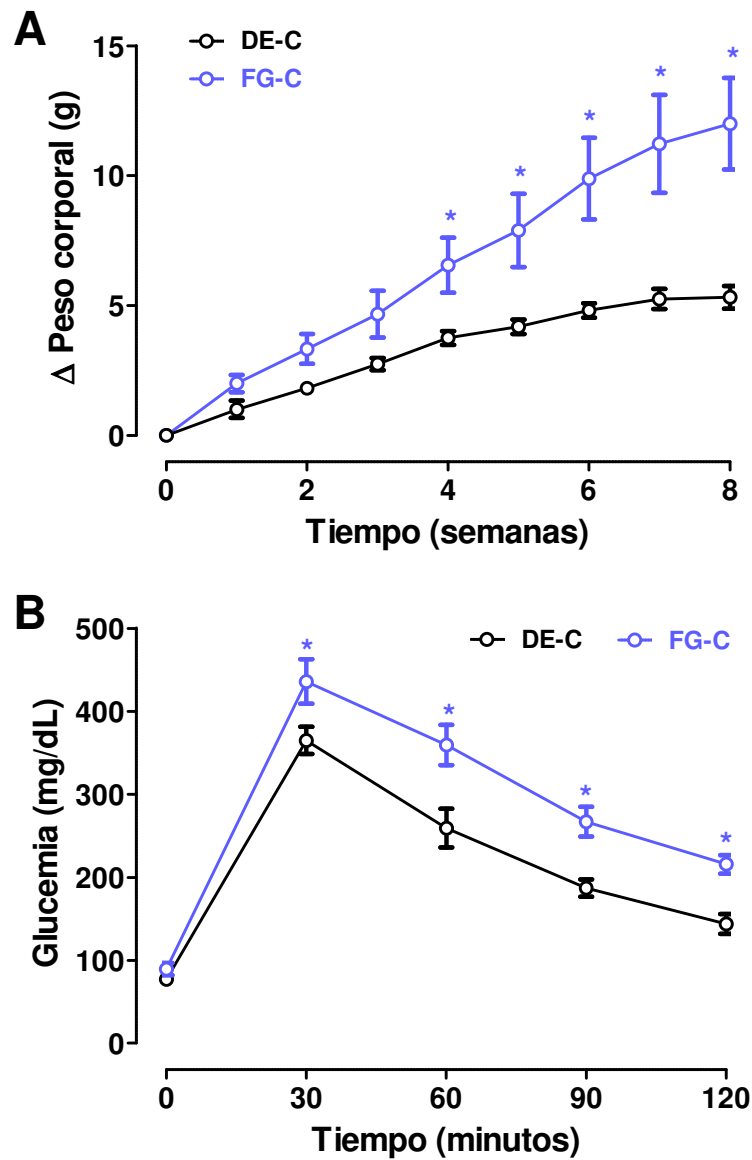 A
DE-C
FG-C
Δ Peso corporal (g)
15
10
5
0
*
*
*
*
*
0 2 4 6 8
Tiempo (semanas)
B
DE-C FG-C
Glucemia (mg/dL)
500
400
300
200
100
0
*
*
*
*
0 30 60 90 120
Tiempo (minutos)